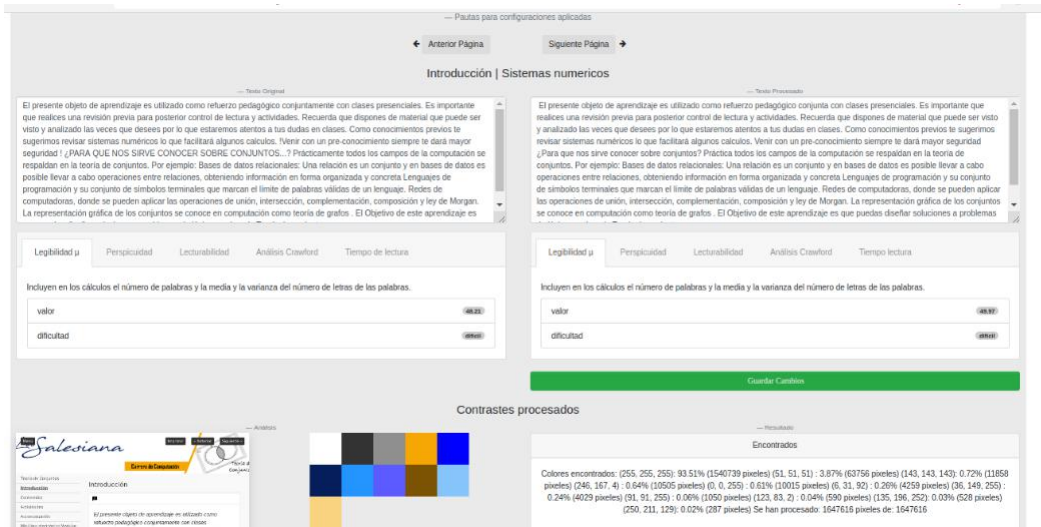 — Pautas para configuraciones aplicadas
Anterior Página
Siguiente Página
Introducción | Sistemas numericos
— Texto Original
El presente objeto de aprendizaje es utilizado como refuerzo pedagógico conjuntamente con clases presenciales. Es importante
que realices una revisión previa para posterior control de lectura y actividades. Recuerda que dispones de material que puede ser
visto y analizado las veces que desees por lo que estaremos atentos a tus dudas en clases. Como conocimientos previos te
sugerimos revisar sistemas numéricos lo que facilitará algunos calculos. !Venir con un pre-conocimiento siempre te dará mayor
seguridad ! ¿PARA QUE NOS SIRVE CONOCER SOBRE CONJUNTOS...? Prácticamente todos los campos de la computación se
respaldan en la teoría de conjuntos. Por ejemplo: Bases de datos relacionales: Una relación es un conjunto y en bases de datos es
posible llevar a cabo operaciones entre relaciones, obteniendo información en forma organizada y concreta Lenguajes de
programación y su conjunto de símbolos terminales que marcan el límite de palabras válidas de un lenguaje. Redes de
computadoras, donde se pueden aplicar las operaciones de unión, intersección, complementación, composición y ley de Morgan.
La representación gráfica de los conjuntos se conoce en computación como teoría de grafos . El Objetivo de este aprendizaje es
— Texto Procesado
El presente objeto de aprendizaje es utilizado como refuerzo pedagógico conjunta con clases presenciales. Es importante que
realices una revisión previa para posterior control de lectura y actividades. Recuerda que dispones de material que puede ser visto
y analizado las veces que desees por lo que estaremos atentos a tus dudas en clases. Como conocimientos previos te sugerimos
revisar sistemas numéricos lo que facilitará algunos calculos. Venir con un pre-conocimiento siempre te dará mayor seguridad
¿Para que nos sirve conocer sobre conjuntos? Práctica todos los campos de la computación se respaldan en la teoría de
conjuntos. Por ejemplo: Bases de datos relacionales: Una relación es un conjunto y en bases de datos es posible llevar a cabo
operaciones entre relaciones, obteniendo información en forma organizada y concreta Lenguajes de programación y su conjunto
de símbolos terminales que marcan el límite de palabras válidas de un lenguaje. Redes de computadoras, donde se pueden aplicar
las operaciones de unión, intersección, complementación, composición y ley de Morgan. La representación gráfica de los conjuntos
se conoce en computación como teoría de grafos . El Objetivo de este aprendizaje es que puedas diseñar soluciones a problemas
Legibilidad μ
Perspicuidad
Lecturabilidad
Análisis Crawford
Tiempo de lectura
Incluyen en los cálculos el número de palabras y la media y la varianza del número de letras de las palabras.
valor
48.21
dificultad
dificil
Legibilidad μ
Perspicuidad
Lecturabilidad
Análisis Crawford
Tiempo lectura
Incluyen en los cálculos el número de palabras y la media y la varianza del número de letras de las palabras.
valor
49.97
dificultad
dificil
Guardar Cambios
Contrastes procesados
— Analisis
Salesiana
Carrera de Computación
Teoría de Conjuntos
Introducción
Introducción
El presente objeto de aprendizaje es utilizado como
refuerzo pedagógico conjuntamente con clases
— Resultado
Encontrados
Colores encontrados: (255, 255, 255): 93.51% (1540739 pixeles) (51, 51, 51) : 3.87% (63756 pixeles) (143, 143, 143): 0.72% (11858
pixeles) (246, 167, 4) : 0.64% (10505 pixeles) (0, 0, 255) : 0.61% (10015 pixeles) (6, 31, 92) : 0.26% (4259 pixeles) (36, 149, 255) :
0.24% (4029 pixeles) (91, 91, 255) : 0.06% (1050 pixeles) (123, 83, 2) : 0.04% (590 pixeles) (135, 196, 252): 0.03% (528 pixeles)
(250, 211, 129): 0.02% (287 pixeles) Se han procesado: 1647616 pixeles de: 1647616